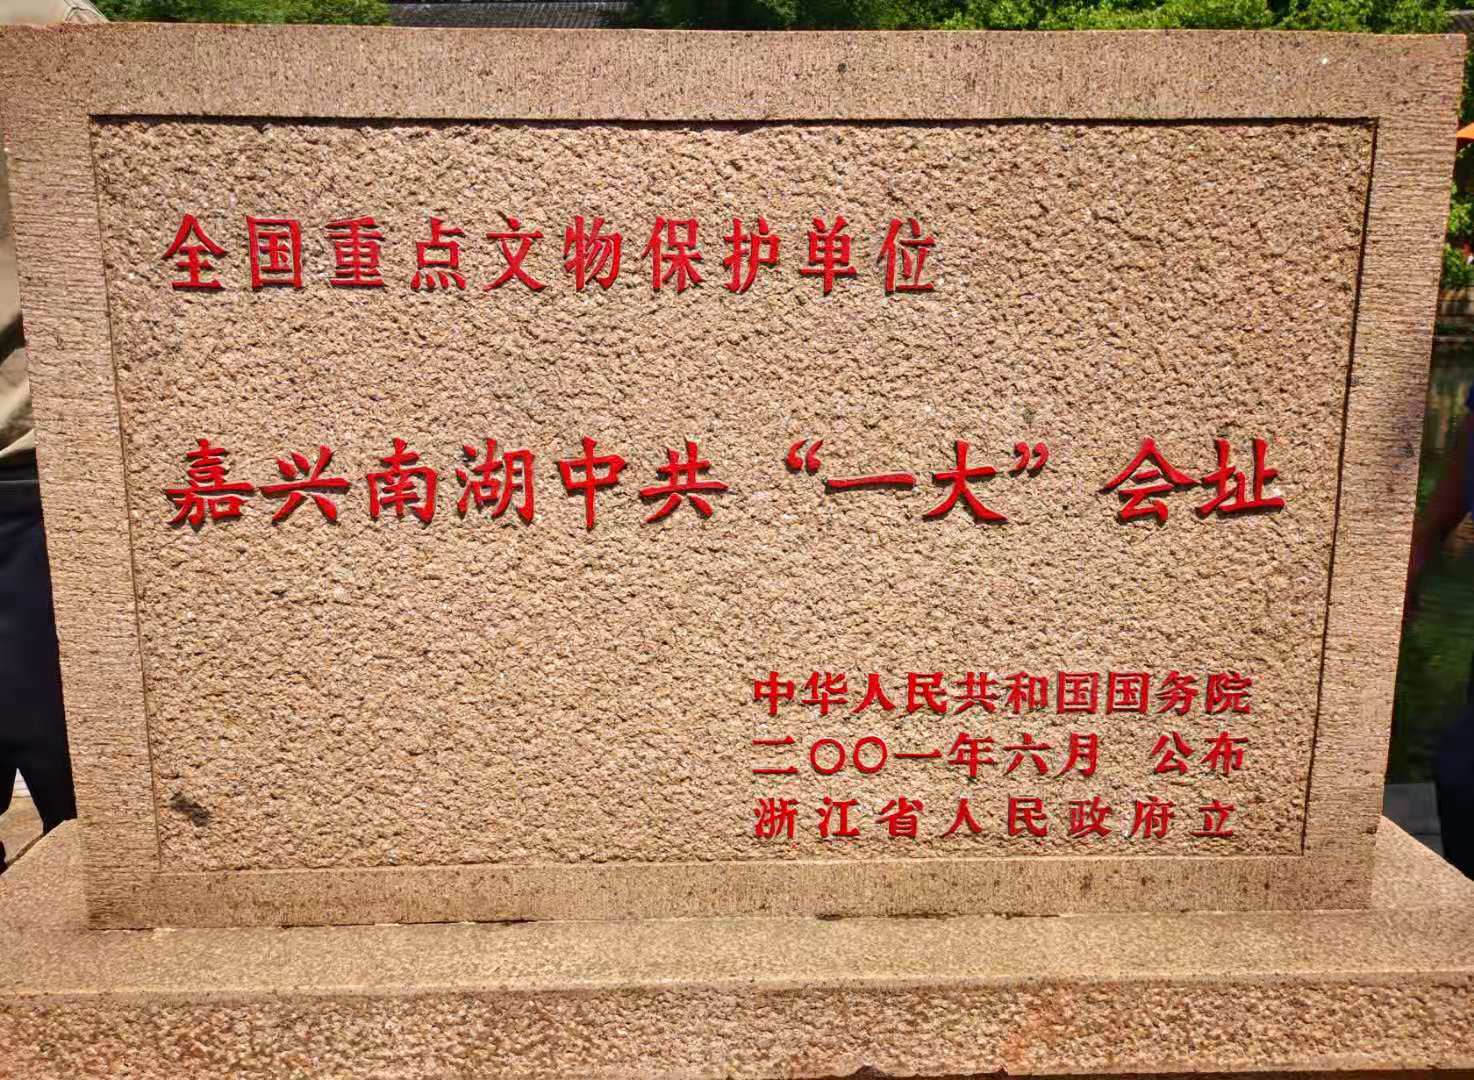 全国重点文物保护单位
嘉兴南湖中共“一大”会址
中华人民共和国国务院
二〇〇一年六月 公布
浙江省人民政府立